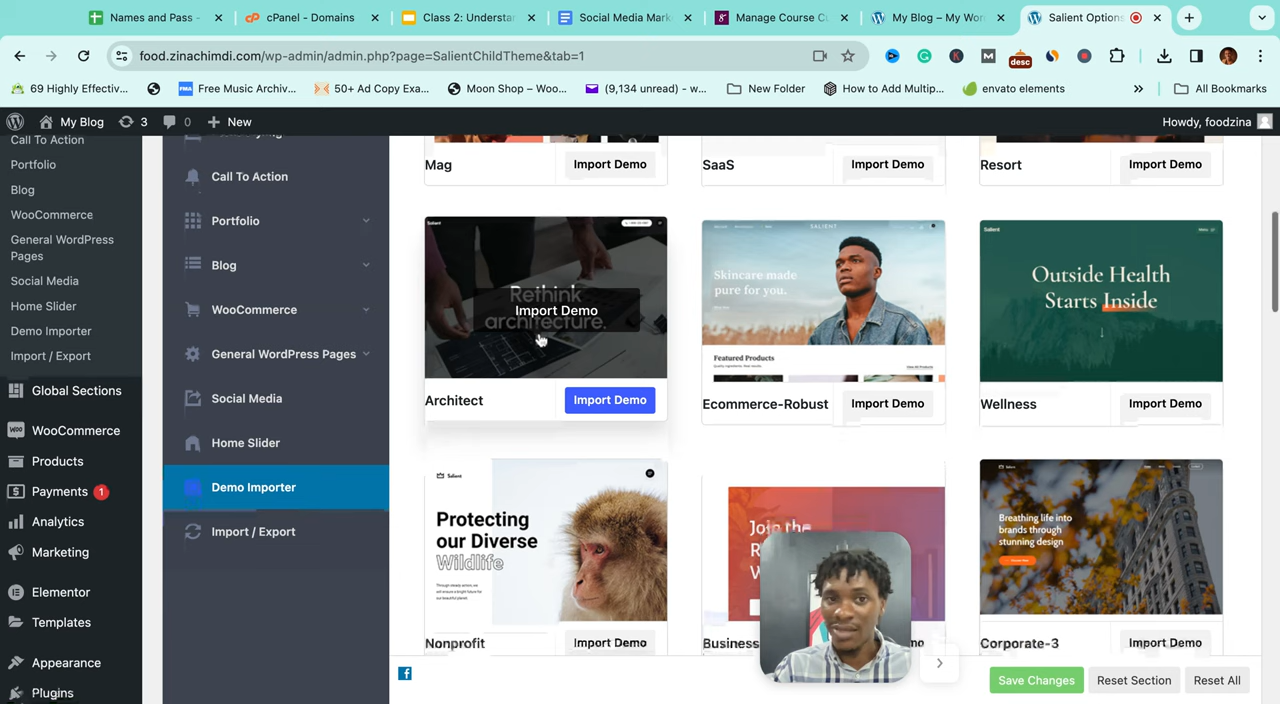 Names and Pass -
cPanel - Domains
Class 2: Understa
Social Media Mark
Manage Course Cu
My Blog – My Wor
Salient Options
food.zinachimdi.com/wp-admin/admin.php?page=SalientChildTheme&tab=1
desc
69 Highly Effectiv...
Free Music Archiv...
50+ Ad Copy Exa...
Moon Shop – Woo...
(9,134 unread) - w...
New Folder
How to Add Multip...
envato elements
»
All Bookmarks
My Blog
3
0
New
Howdy, foodzina
Call To Action
Portfolio
Blog
WooCommerce
General WordPress
Pages
Social Media
Home Slider
Demo Importer
Import / Export
Global Sections
WooCommerce
Products
Payments 1
Analytics
Marketing
Elementor
Templates
Appearance
Plugins
Call To Action
Portfolio
Blog
WooCommerce
General WordPress Pages
Social Media
Home Slider
Demo Importer
Import / Export
Mag
Import Demo
SaaS
Import Demo
Resort
Import Demo
Salient
Rethink
architecture.
Import Demo
Architect
Import Demo
SALIENT
Skincare made
pure for you.
Featured Products
Ecommerce-Robust
Import Demo
Salient
Menu
Outside Health
Starts Inside
Wellness
Import Demo
Salient
Protecting
our Diverse
Wildlife
Nonprofit
Import Demo
Join the
Business
Breathing life into
brands through
stunning design
Corporate-3
Import Demo
Save Changes
Reset Section
Reset All